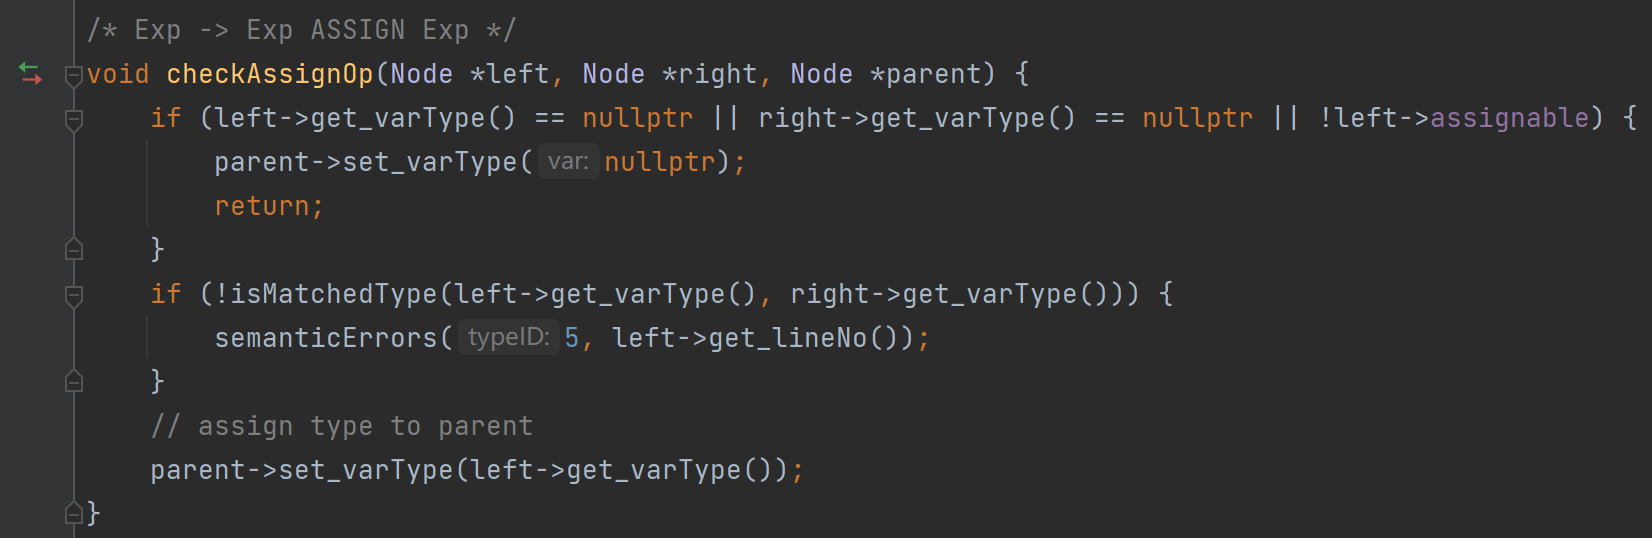 /* Exp -> Exp ASSIGN Exp */
void checkAssignOp(Node *left, Node *right, Node *parent) {
    if (left->get_varType() == nullptr || right->get_varType() == nullptr || !left->assignable) {
        parent->set_varType( var: nullptr);
        return;
    }
    if (!isMatchedType(left->get_varType(), right->get_varType())) {
        semanticErrors( typeID: 5, left->get_lineNo());
    }
    // assign type to parent
    parent->set_varType(left->get_varType());
}